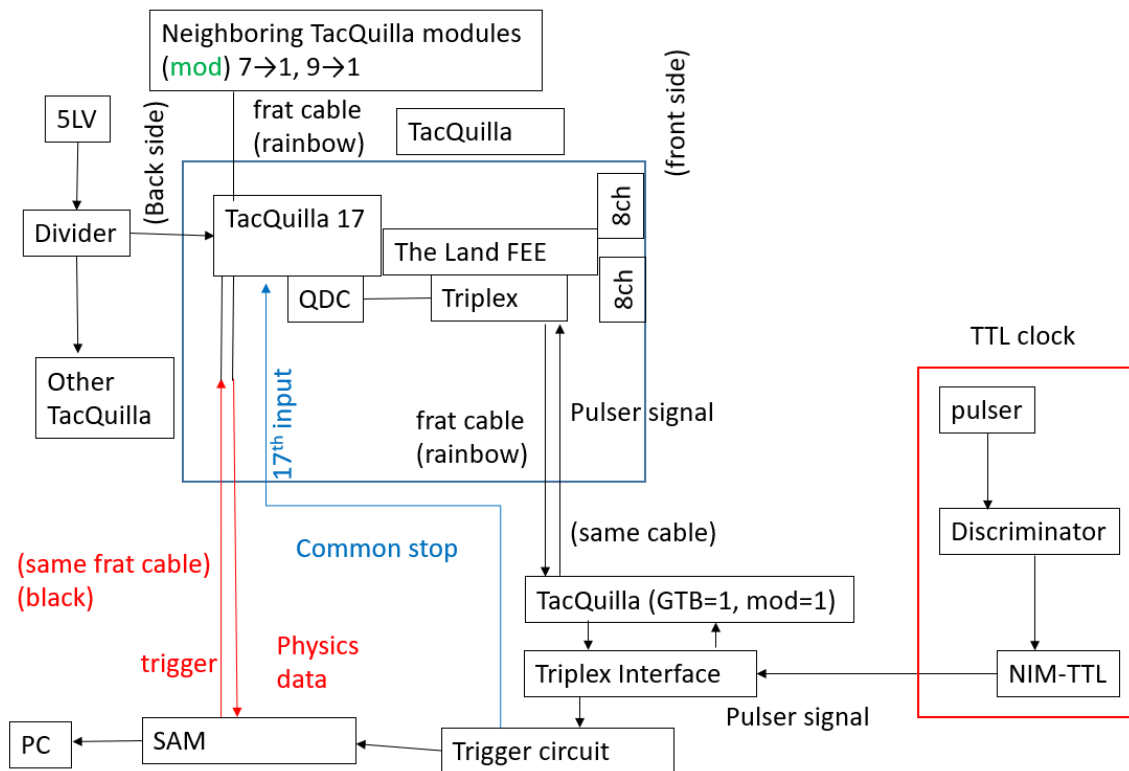 Neighboring TacQuilla modules
(mod) 7→1, 9→1
5LV
frat cable
(rainbow)
TacQuilla
(Back side)
(front side)
Divider
TacQuilla 17
8ch
The Land FEE
8ch
QDC
Triplex
TTL clock
Other
TacQuilla
17th input
frat cable
(rainbow)
Pulser signal
pulser
Discriminator
(same cable)
Common stop
(same frat cable)
(black)
TacQuilla (GTB=1, mod=1)
trigger
Physics
data
Triplex Interface
NIM-TTL
Pulser signal
PC
SAM
Trigger circuit